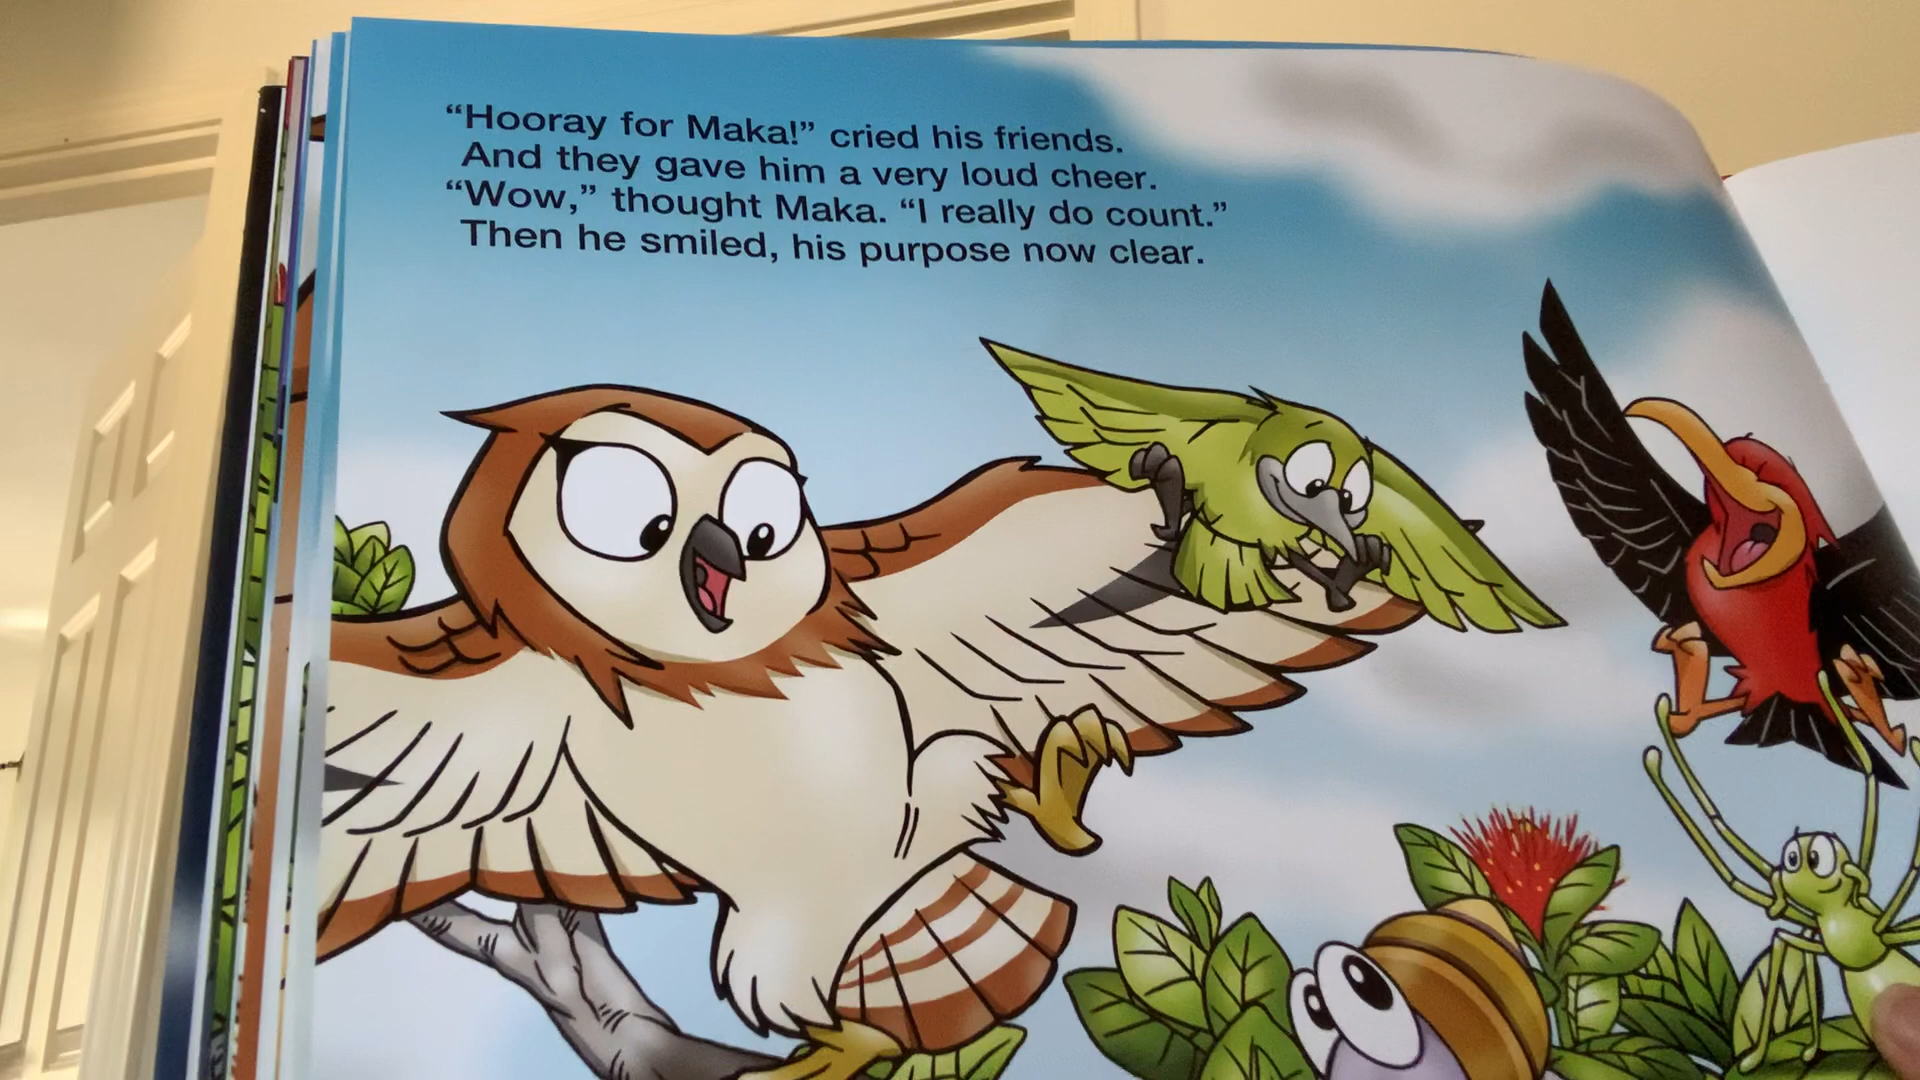 “Hooray for Maka!” cried his friends.
And they gave him a very loud cheer.
“Wow,” thought Maka. “I really do count.”
Then he smiled, his purpose now clear.